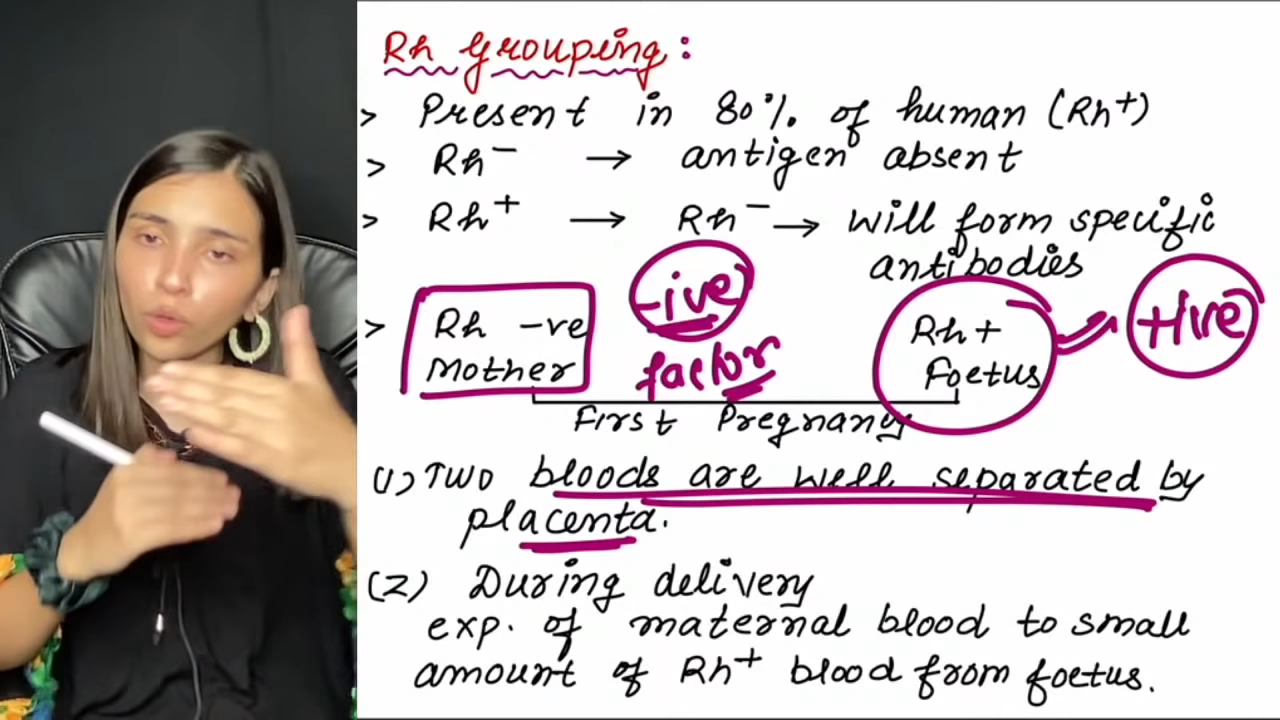 Rh grouping:
> Present in 80% of human (Rh+)
> Rh⁻ → antigen absent
> Rh⁺ → Rh⁻ → will form specific
antibodies
> Rh -ve
Mother
-ive
factor
Rh+
Foetus
+ive
First Pregnancy
(1) Two bloods are well separated by
placenta.
(2) During delivery
exp. of maternal blood to small
amount of Rh⁺ blood from foetus.